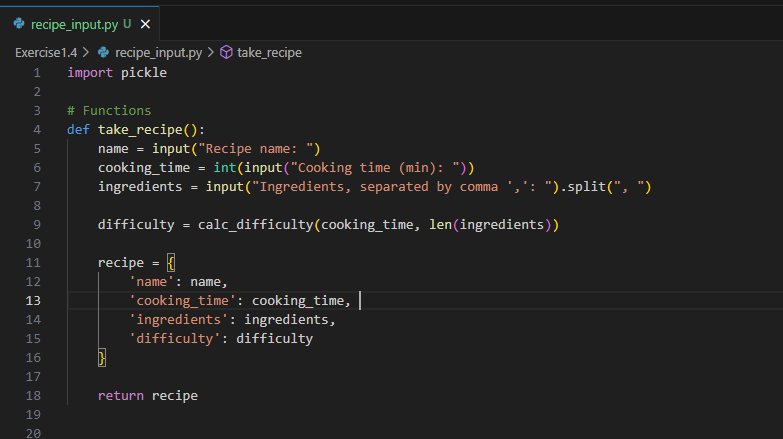 recipe_input.py U ×
Exercise1.4 > recipe_input.py > take_recipe
1 import pickle
2
3 # Functions
4 def take_recipe():
5     name = input("Recipe name: ")
6     cooking_time = int(input("Cooking time (min): "))
7     ingredients = input("Ingredients, separated by comma ',': ").split(", ")
8
9     difficulty = calc_difficulty(cooking_time, len(ingredients))
10
11     recipe = {
12         'name': name,
13         'cooking_time': cooking_time,
14         'ingredients': ingredients,
15         'difficulty': difficulty
16     }
17
18     return recipe
19
20